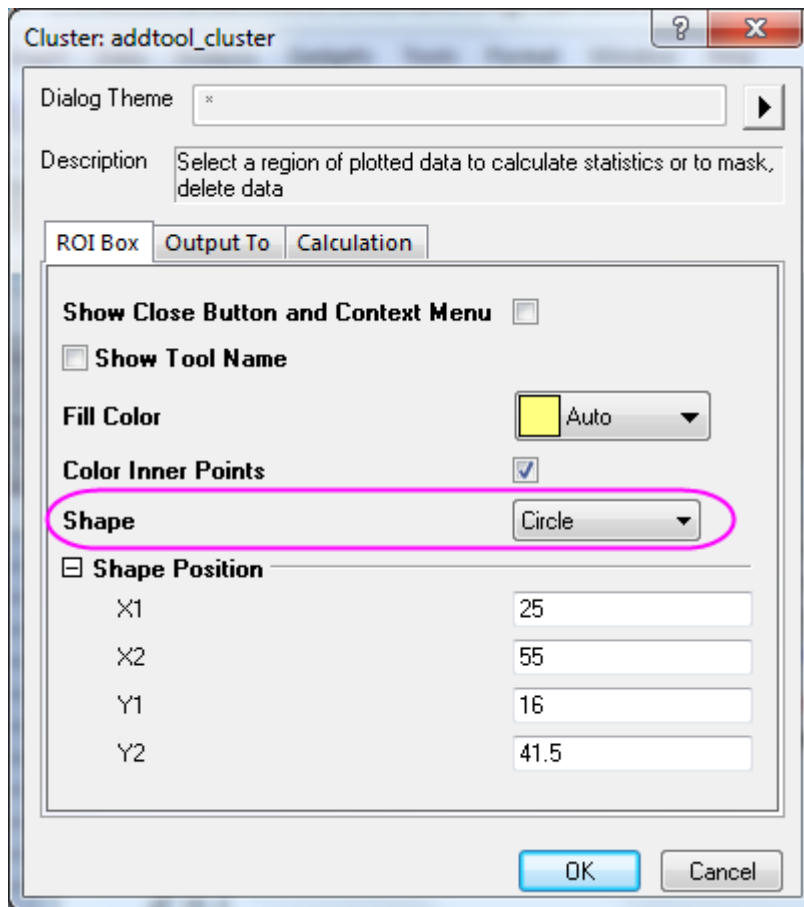 Cluster: addtool_cluster
Dialog Theme *
Description Select a region of plotted data to calculate statistics or to mask,
delete data
ROI Box Output To Calculation
Show Close Button and Context Menu
Show Tool Name
Fill Color Auto
Color Inner Points
Shape Circle
Shape Position
X1 25
X2 55
Y1 16
Y2 41.5
OK Cancel